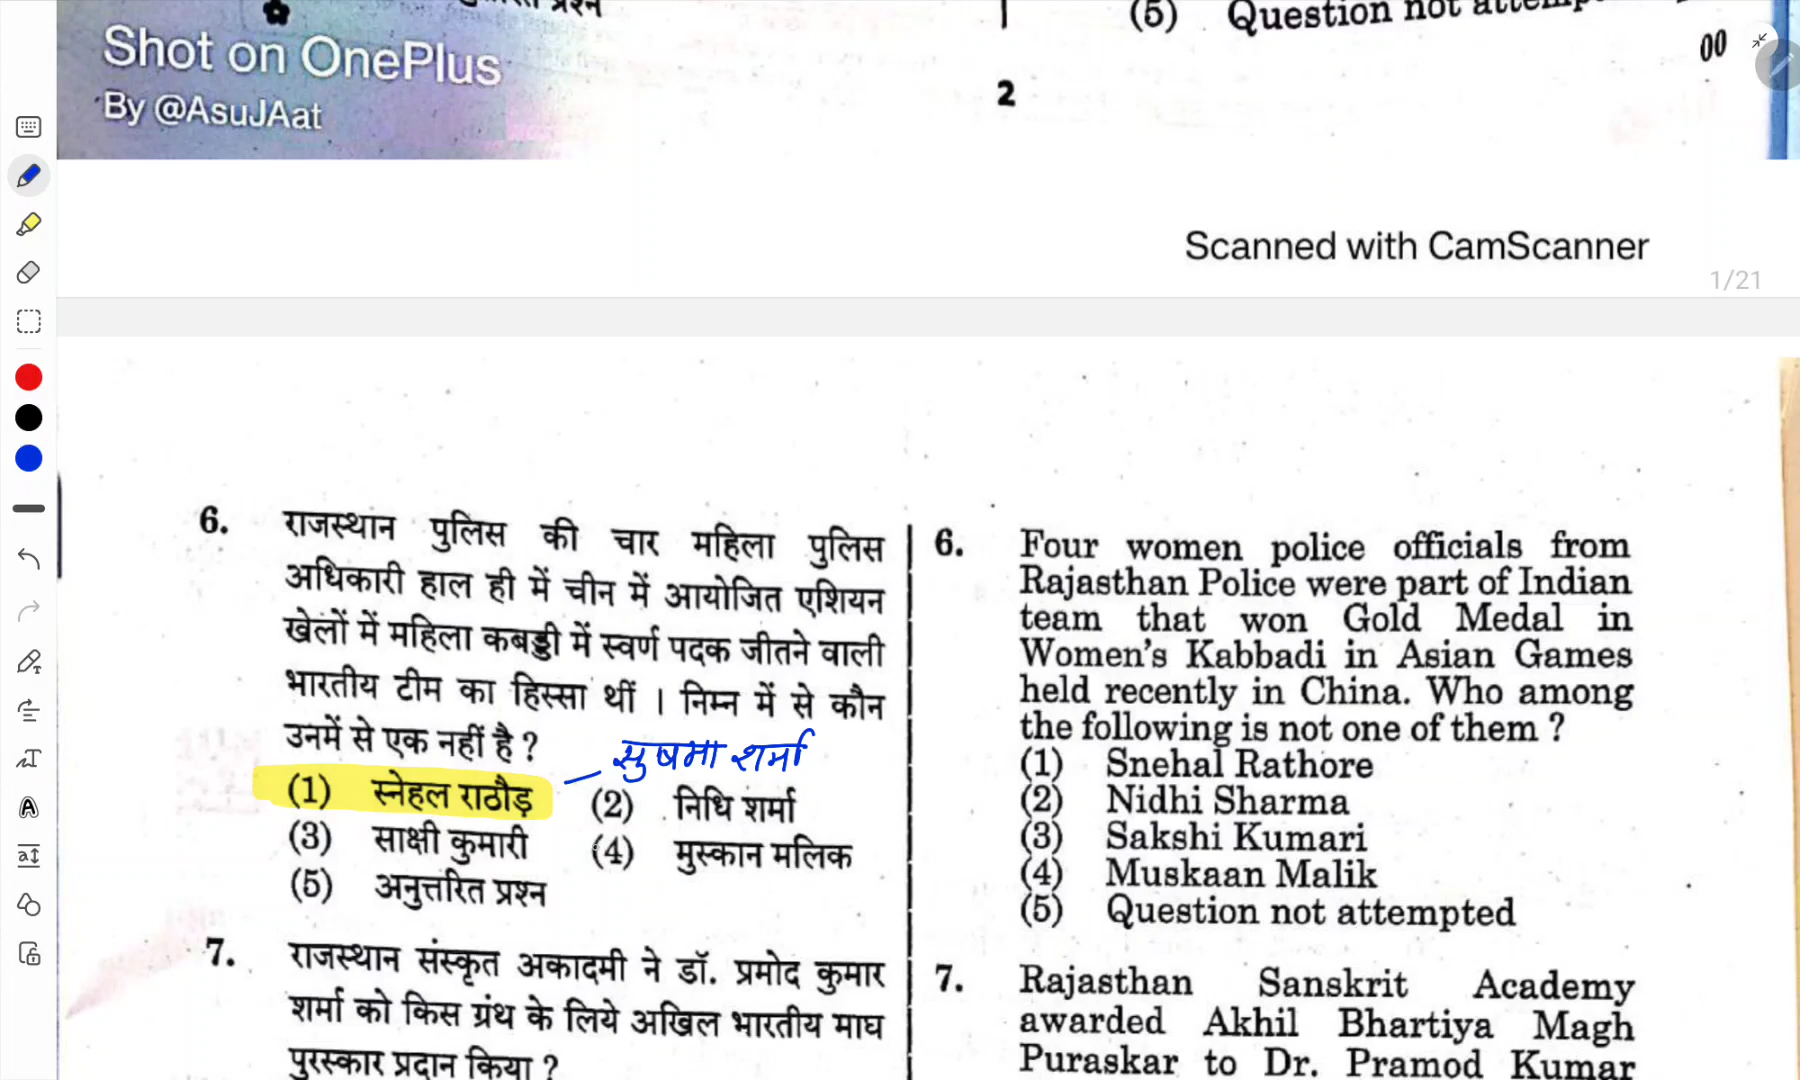 प्रश्न
(5) Question not
00
Shot on OnePlus
By @AsuJAat
2
Scanned with CamScanner
1/21
6. राजस्थान पुलिस की चार महिला पुलिस
अधिकारी हाल ही में चीन में आयोजित एशियन
खेलों में महिला कबड्डी में स्वर्ण पदक जीतने वाली
भारतीय टीम का हिस्सा थीं । निम्न में से कौन
उनमें से एक नहीं है ?
सुषमा शर्मा
(1) स्नेहल राठौड़ (2) निधि शर्मा
(3) साक्षी कुमारी (4) मुस्कान मलिक
(5) अनुत्तरित प्रश्न
7. राजस्थान संस्कृत अकादमी ने डॉ. प्रमोद कुमार
शर्मा को किस ग्रंथ के लिये अखिल भारतीय माघ
पुरस्कार प्रदान किया ?
6. Four women police officials from
Rajasthan Police were part of Indian
team that won Gold Medal in
Women's Kabbadi in Asian Games
held recently in China. Who among
the following is not one of them ?
(1) Snehal Rathore
(2) Nidhi Sharma
(3) Sakshi Kumari
(4) Muskaan Malik
(5) Question not attempted
7. Rajasthan Sanskrit Academy
awarded Akhil Bhartiya Magh
Puraskar to Dr. Pramod Kumar